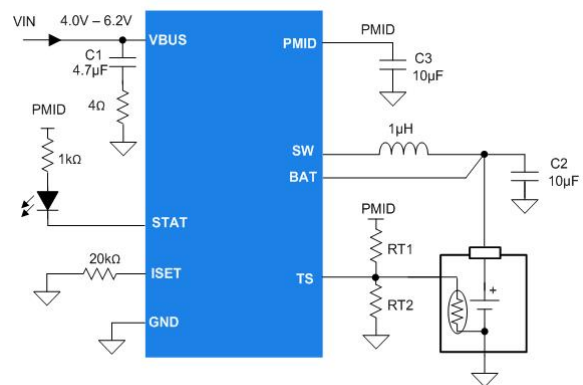 VIN
4.0V – 6.2V
VBUS
C1
4.7µF
4Ω
PMID
1kΩ
STAT
20kΩ
ISET
GND
PMID
PMID
C3
10µF
1µH
SW
BAT
C2
10µF
PMID
RT1
TS
RT2
+